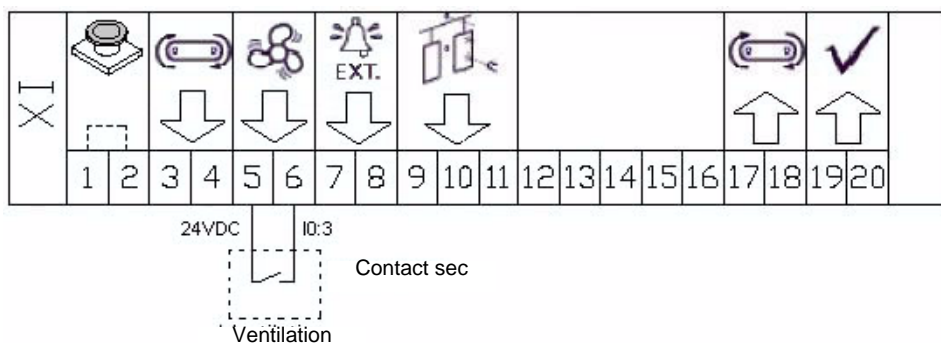 EXT.
XI
1 2 3 4 5 6 7 8 9 10 11 12 13 14 15 16 17 18 19 20
24VDC I0:3
Contact sec
Ventilation